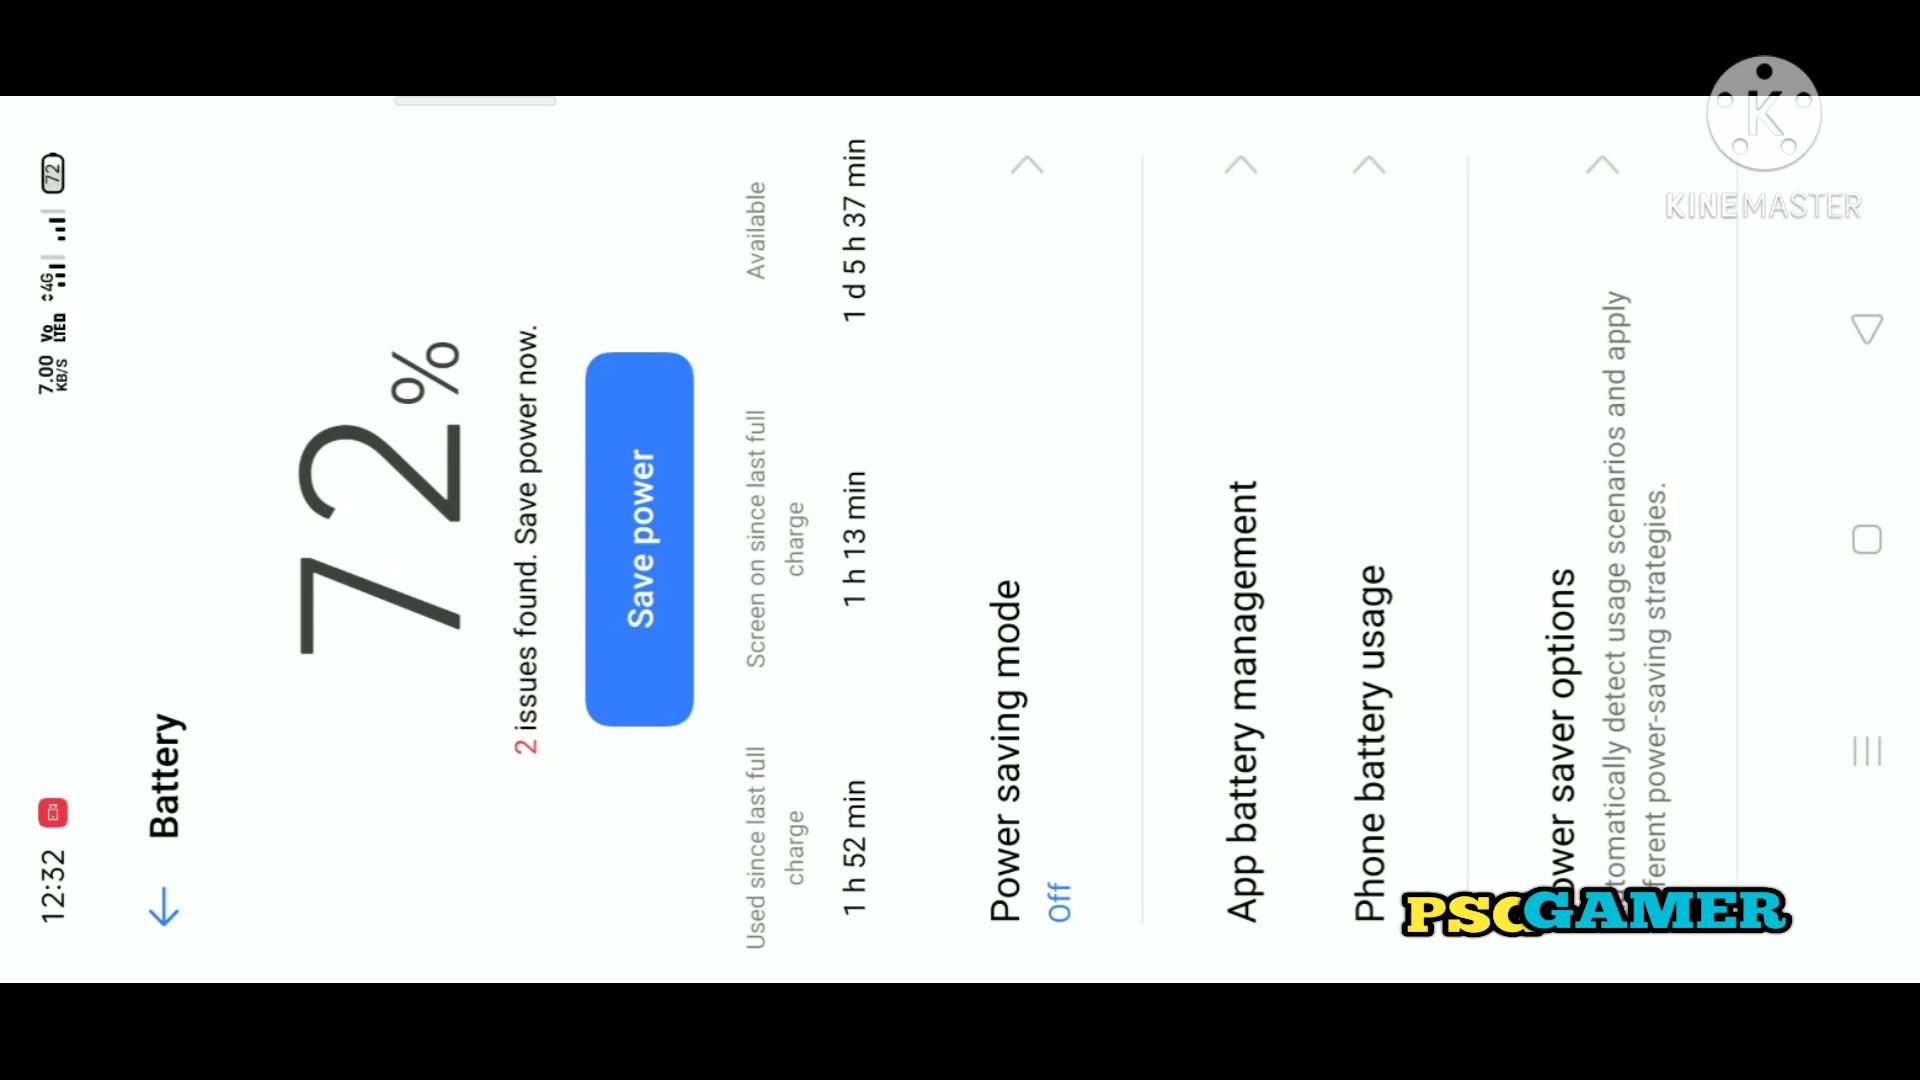 12:32
7.00 KB/S Vo LTE 4G 72
Battery
72%
2 issues found. Save power now.
Save power
Used since last full charge
1 h 52 min
Screen on since last full charge
1 h 13 min
Available
1 d 5 h 37 min
Power saving mode
Off
App battery management
Phone battery usage
ower saver options
tomatically detect usage scenarios and apply
ferent power-saving strategies.
K
KINEMASTER
GAMER